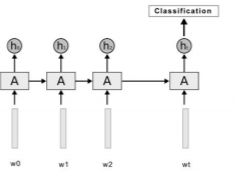 Classification
h₀ h₁ h₂ hₜ
A A A A
w0 w1 w2 wt